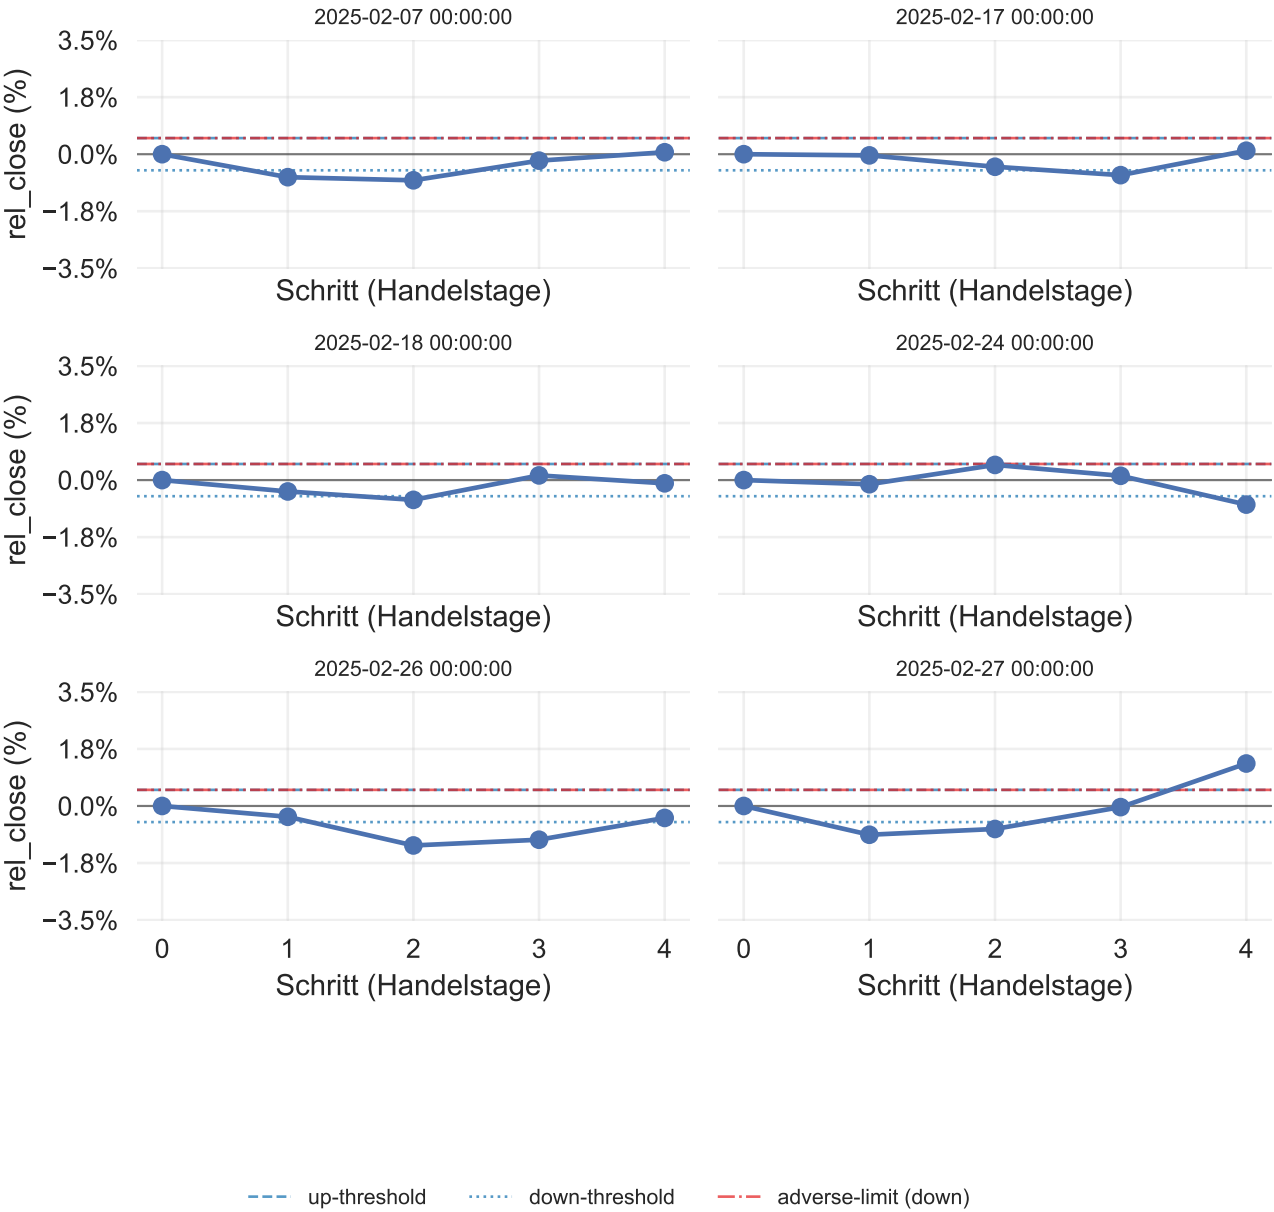 2025-02-07 00:00:00
3.5%
1.8%
0.0%
−1.8%
−3.5%
rel_close (%)
Schritt (Handelstage)
2025-02-17 00:00:00
Schritt (Handelstage)
2025-02-18 00:00:00
3.5%
1.8%
0.0%
−1.8%
−3.5%
rel_close (%)
Schritt (Handelstage)
2025-02-24 00:00:00
Schritt (Handelstage)
2025-02-26 00:00:00
3.5%
1.8%
0.0%
−1.8%
−3.5%
rel_close (%)
0 1 2 3 4
Schritt (Handelstage)
2025-02-27 00:00:00
0 1 2 3 4
Schritt (Handelstage)
up-threshold down-threshold adverse-limit (down)